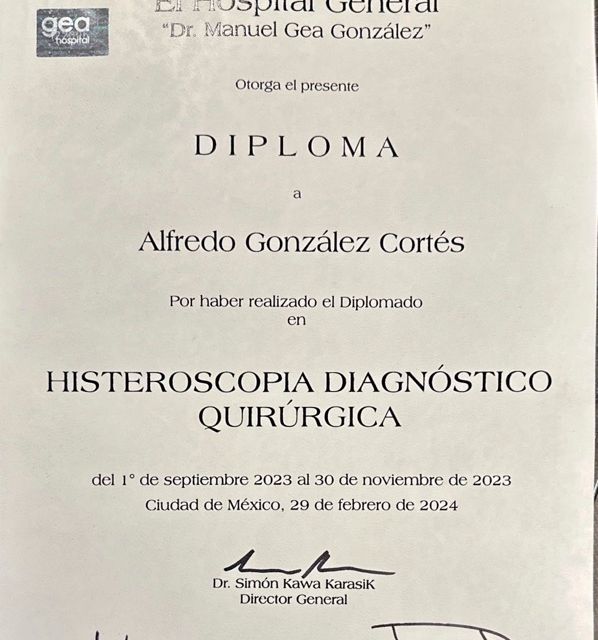 gea
hospital
El Hospital General
"Dr. Manuel Gea González"
Otorga el presente
DIPLOMA
a
Alfredo González Cortés
Por haber realizado el Diplomado
en
HISTEROSCOPIA DIAGNÓSTICO
QUIRÚRGICA
del 1° de septiembre 2023 al 30 de noviembre de 2023
Ciudad de México, 29 de febrero de 2024
Dr. Simón Kawa KarasiK
Director General